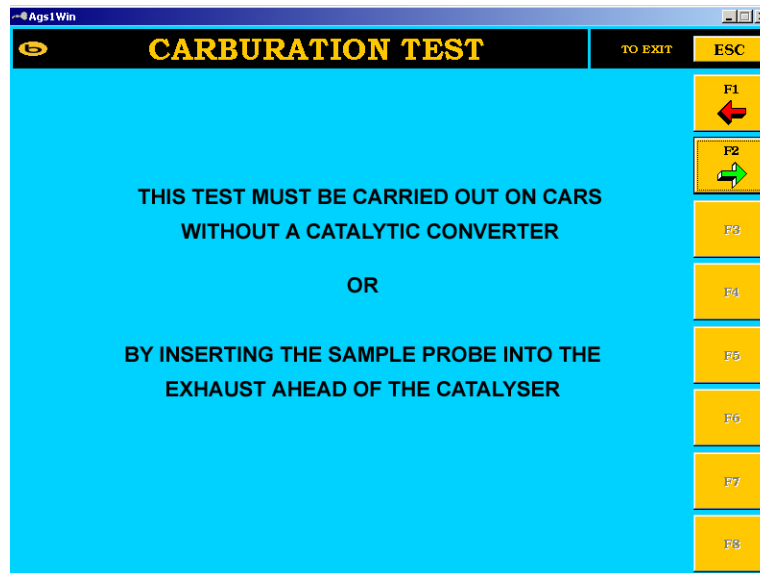 Ags1Win
CARBURATION TEST
TO EXIT
ESC
F1
F2
THIS TEST MUST BE CARRIED OUT ON CARS
WITHOUT A CATALYTIC CONVERTER
F3
OR
F4
BY INSERTING THE SAMPLE PROBE INTO THE
F5
EXHAUST AHEAD OF THE CATALYSER
F6
F7
F8